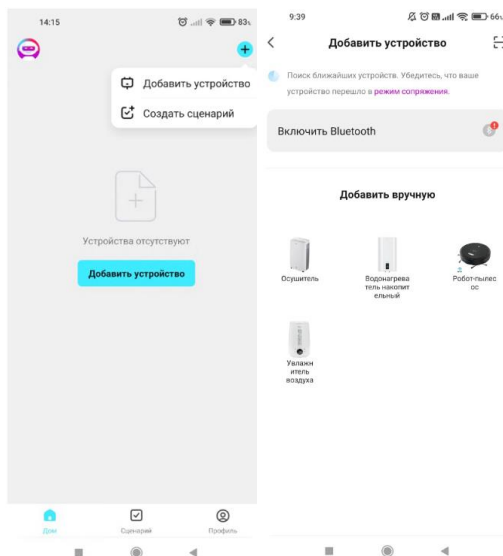 14:15
83%
Добавить устройство
Создать сценарий
Устройства отсутствуют
Добавить устройство
Дом
Сценарий
Профиль
9:39
66%
Добавить устройство
Поиск ближайших устройств. Убедитесь, что ваше
устройство перешло в режим сопряжения.
Включить Bluetooth
Добавить вручную
Осушитель
Водонагрева
тель накопит
ельный
Робот-пылес
ос
Увлажн
итель
воздуха